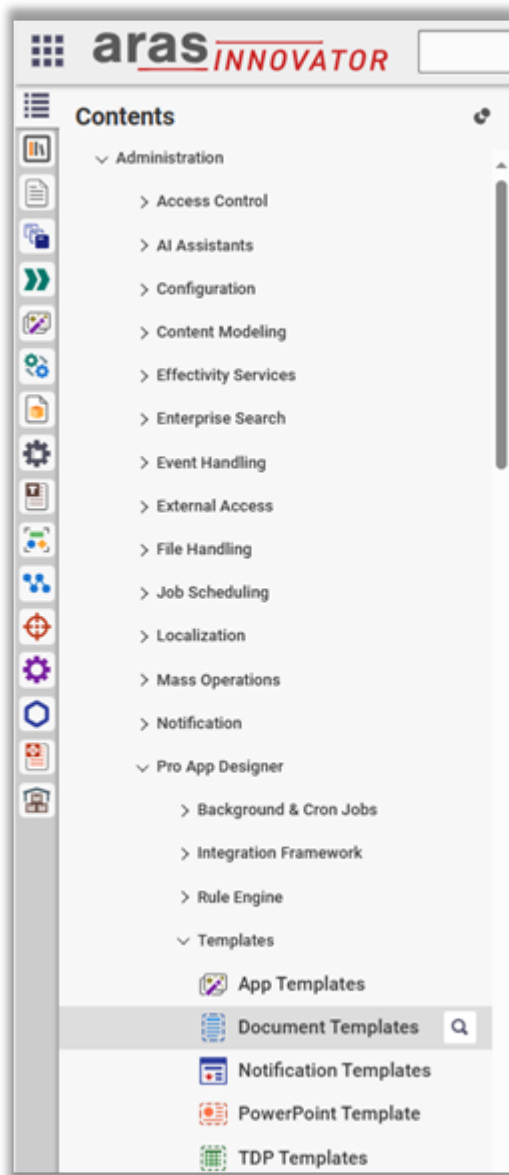 aras INNOVATOR
Contents
Administration
Access Control
AI Assistants
Configuration
Content Modeling
Effectivity Services
Enterprise Search
Event Handling
External Access
File Handling
Job Scheduling
Localization
Mass Operations
Notification
Pro App Designer
Background & Cron Jobs
Integration Framework
Rule Engine
Templates
App Templates
Document Templates
Notification Templates
PowerPoint Template
TDP Templates